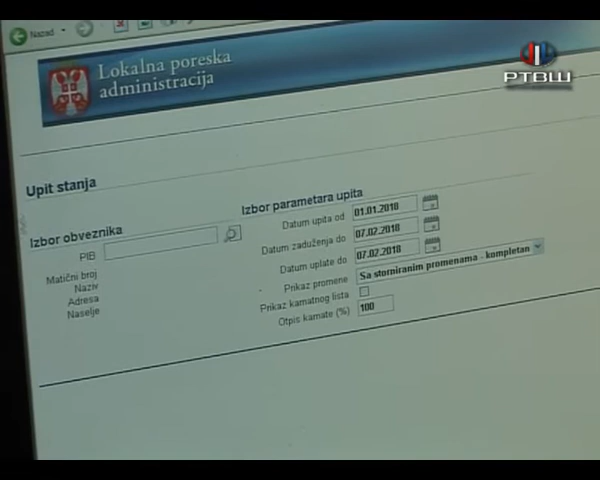 Nazad
Lokalna poreska
administracija
РТВШ
Upit stanja
Izbor obveznika
PIB
Matični broj
Naziv
Adresa
Naselje
Izbor parametara upita
Datum upita od 01.01.2018
Datum zaduženja do 07.02.2018
Datum uplate do 07.02.2018
Prikaz promene Sa storniranim promenama - kompletan
Prikaz kamatnog lista
Otpis kamate (%) 100